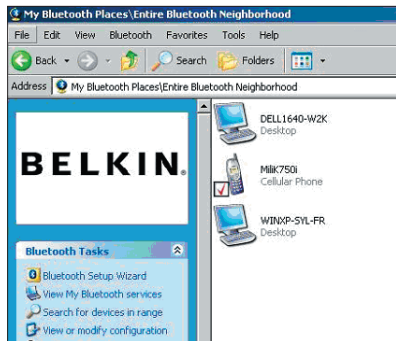 My Bluetooth Places\Entire Bluetooth Neighborhood
File Edit View Bluetooth Favorites Tools Help
Back Search Folders
Address My Bluetooth Places\Entire Bluetooth Neighborhood
BELKIN.
DELL1640-W2K
Desktop
MiliK750i
Cellular Phone
WINXP-SYL-FR
Desktop
Bluetooth Tasks
Bluetooth Setup Wizard
View My Bluetooth services
Search for devices in range
View or modify configuration